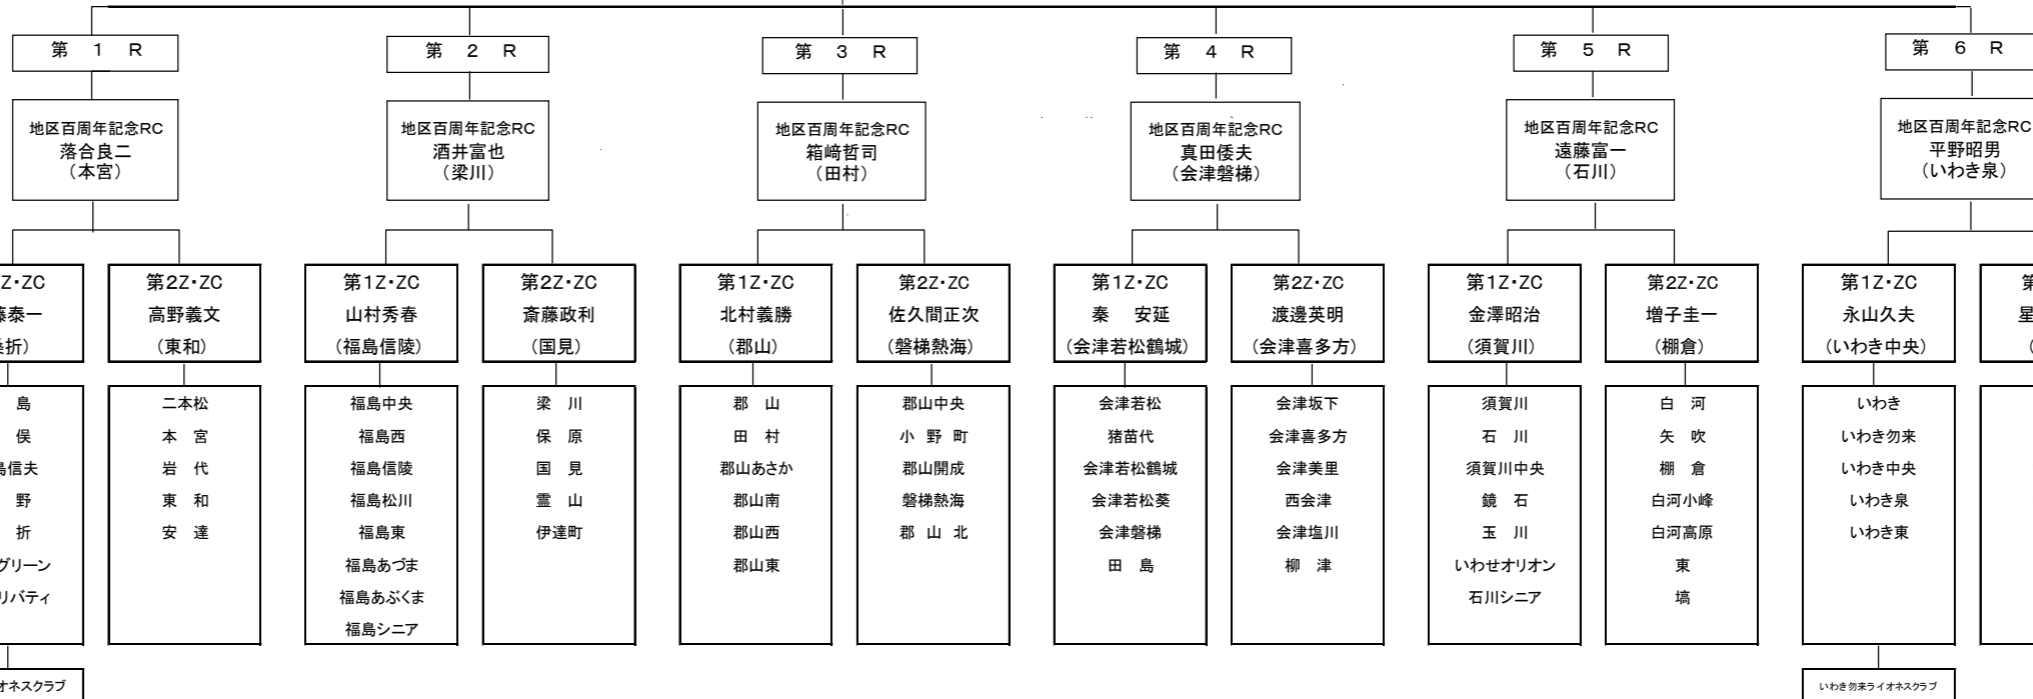 第 1 R
第 2 R
第 3 R
第 4 R
第 5 R
第 6 R
地区百周年記念RC
落合良二
(本宮)
地区百周年記念RC
酒井富也
(梁川)
地区百周年記念RC
箱﨑哲司
(田村)
地区百周年記念RC
真田倭夫
(会津磐梯)
地区百周年記念RC
遠藤富一
(石川)
地区百周年記念RC
平野昭男
(いわき泉)
Z・ZC
泰一
折)
第2Z・ZC
高野義文
(東和)
第1Z・ZC
山村秀春
(福島信陵)
第2Z・ZC
斎藤政利
(国見)
第1Z・ZC
北村義勝
(郡山)
第2Z・ZC
佐久間正次
(磐梯熱海)
第1Z・ZC
秦 安延
(会津若松鶴城)
第2Z・ZC
渡邊英明
(会津喜多方)
第1Z・ZC
金澤昭治
(須賀川)
第2Z・ZC
増子圭一
(棚倉)
第1Z・ZC
永山久夫
(いわき中央)
第
星
(
島
俣
信夫
野
折
グリーン
リバティ
二本松
本 宮
岩 代
東 和
安 達
福島中央
福島西
福島信陵
福島松川
福島東
福島あづま
福島あぶくま
福島シニア
梁 川
保 原
国 見
霊 山
伊達町
郡 山
田 村
郡山あさか
郡山南
郡山西
郡山東
郡山中央
小 野 町
郡山開成
磐梯熱海
郡 山 北
会津若松
猪苗代
会津若松鶴城
会津若松葵
会津磐梯
田 島
会津坂下
会津喜多方
会津美里
西会津
会津塩川
柳 津
須賀川
石 川
須賀川中央
鏡 石
玉 川
いわせオリオン
石川シニア
白 河
矢 吹
棚 倉
白河小峰
白河高原
東
塙
いわき
いわき勿来
いわき中央
いわき泉
いわき東
オネスクラブ
いわき勿来ライオネスクラブ